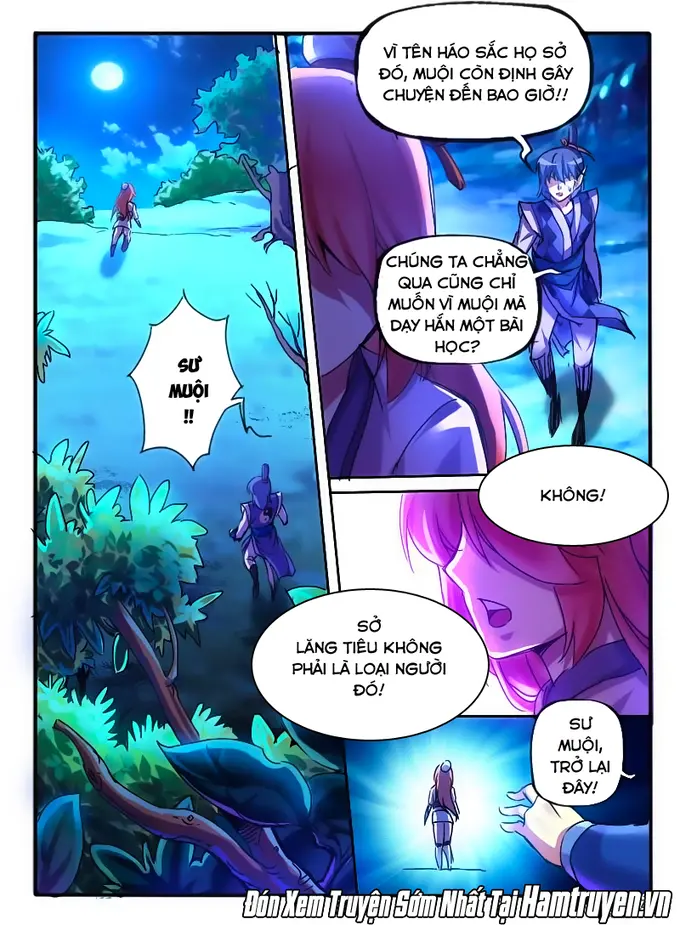 SƯ
MUỘI
!!
VÌ TÊN HÁO SẮC HỌ SỞ
ĐÓ, MUỘI CÒN ĐỊNH GÂY
CHUYỆN ĐẾN BAO GIỜ!!
CHÚNG TA CHẲNG
QUA CŨNG CHỈ
MUỐN VÌ MUỘI MÀ
DẠY HẮN MỘT BÀI
HỌC?
KHÔNG!
SỞ
LĂNG TIÊU KHÔNG
PHẢI LÀ LOẠI NGƯỜI
ĐÓ!
SƯ
MUỘI,
TRỞ LẠI
ĐÂY!
Đón Xem Truyện Sớm Nhất Tại Hamtruyen.vn